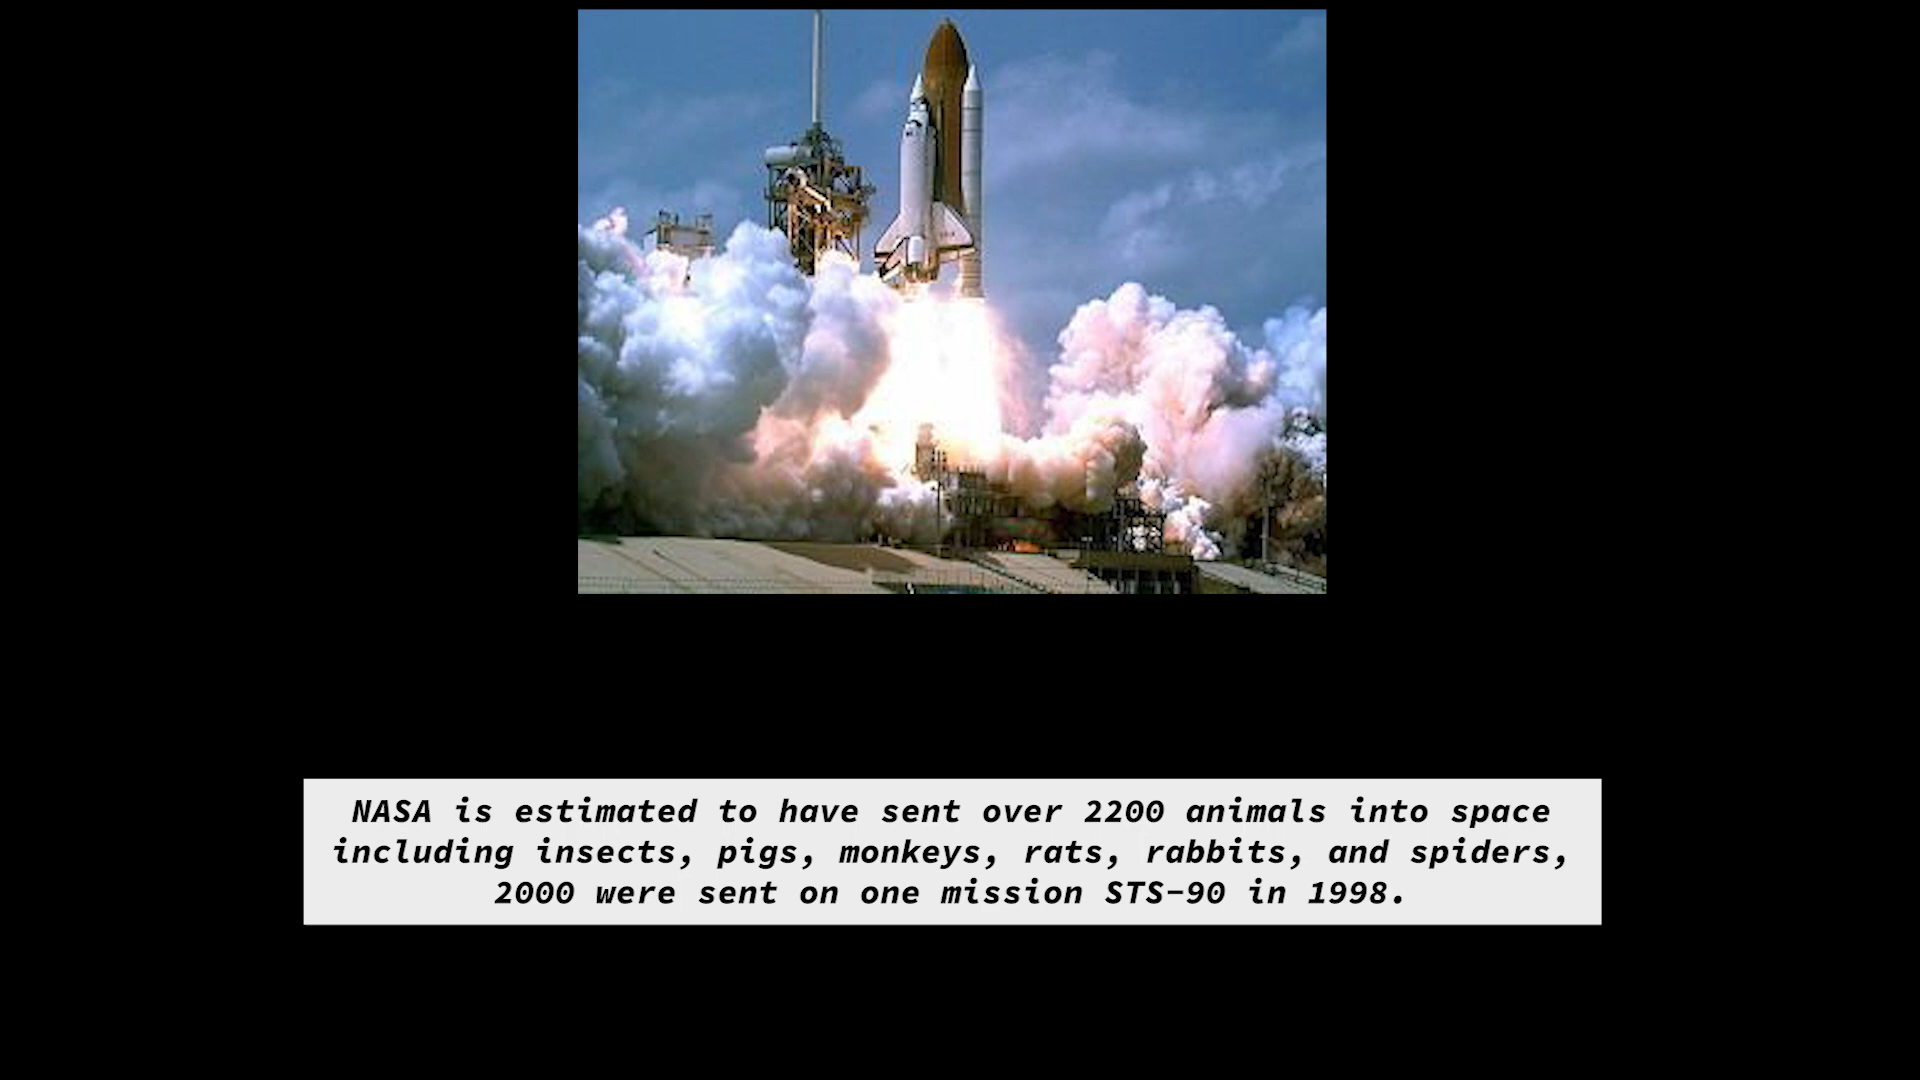 NASA is estimated to have sent over 2200 animals into space
including insects, pigs, monkeys, rats, rabbits, and spiders,
2000 were sent on one mission STS-90 in 1998.